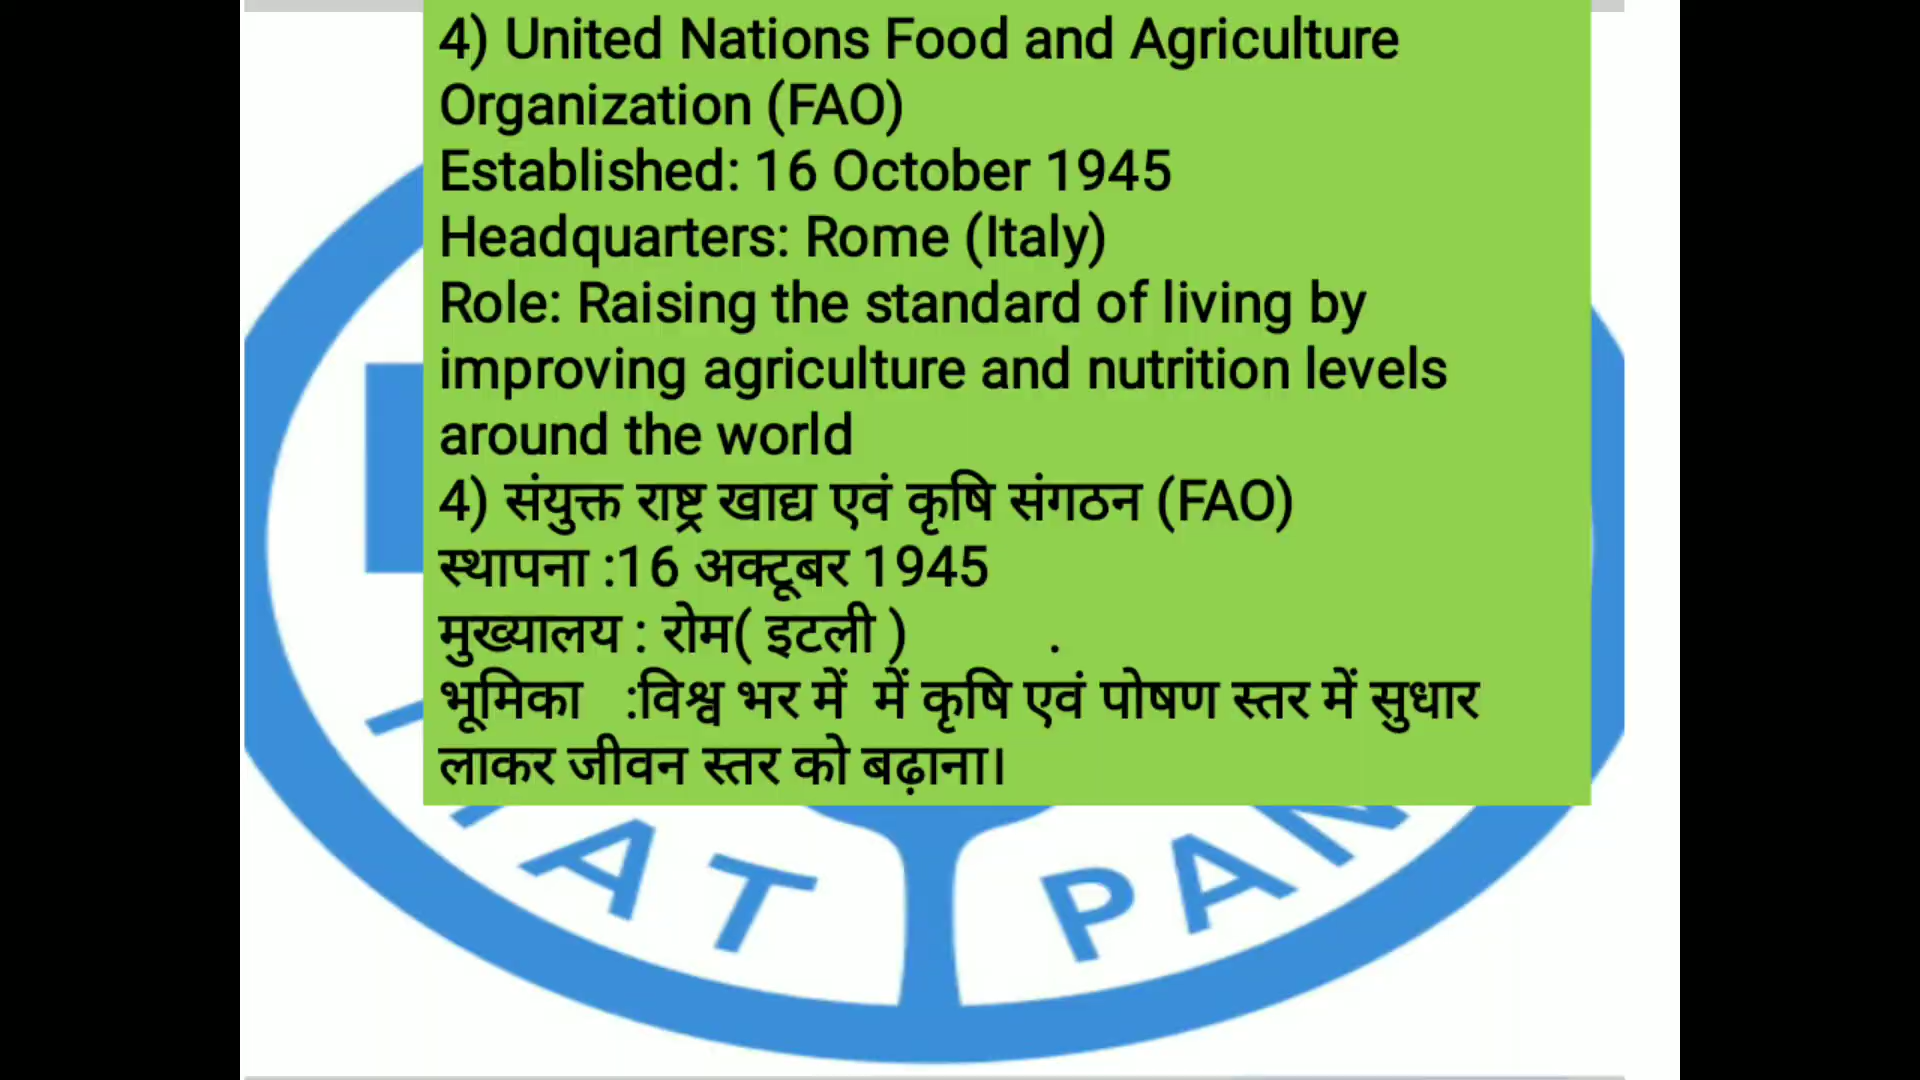 4) United Nations Food and Agriculture
Organization (FAO)
Established: 16 October 1945
Headquarters: Rome (Italy)
Role: Raising the standard of living by
improving agriculture and nutrition levels
around the world
4) संयुक्त राष्ट्र खाद्य एवं कृषि संगठन (FAO)
स्थापना :16 अक्टूबर 1945
मुख्यालय : रोम( इटली ) .
भूमिका :विश्व भर में में कृषि एवं पोषण स्तर में सुधार
लाकर जीवन स्तर को बढ़ाना।
AT PAN